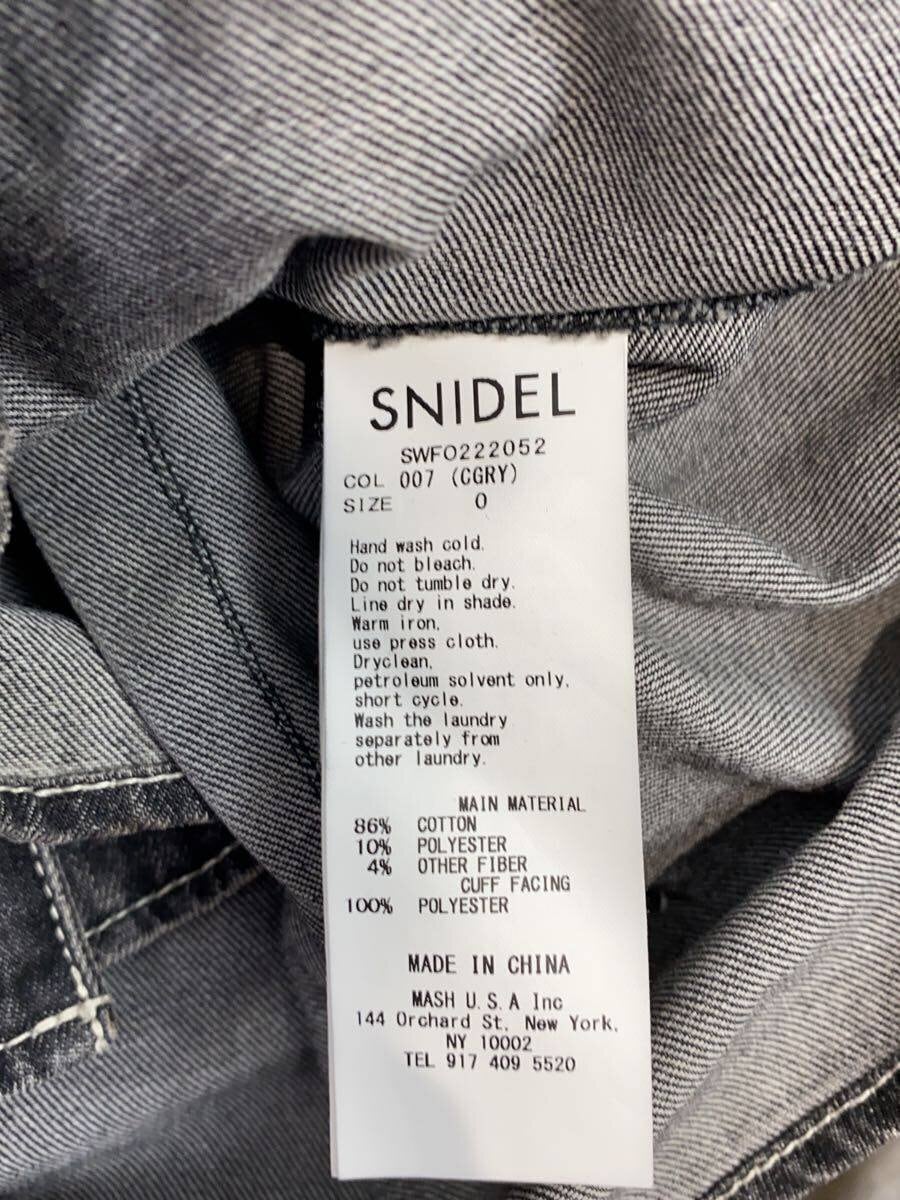 SNIDEL
SWFO222052
COL 007 (CGRY)
SIZE 0
Hand wash cold.
Do not bleach.
Do not tumble dry.
Line dry in shade.
Warm iron,
use press cloth.
Dryclean,
petroleum solvent only,
short cycle.
Wash the laundry
separately from
other laundry.
MAIN MATERIAL
86% COTTON
10% POLYESTER
4% OTHER FIBER
CUFF FACING
100% POLYESTER
MADE IN CHINA
MASH U.S.A Inc
144 Orchard St, New York,
NY 10002
TEL 917 409 5520